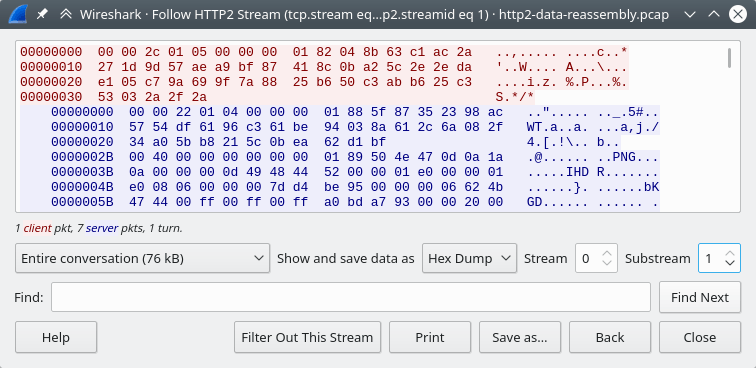 Wireshark · Follow HTTP2 Stream (tcp.stream eq...p2.streamid eq 1) · http2-data-reassembly.pcap
00000000  00 00 2c 01 05 00 00 00  01 82 04 8b 63 c1 ac 2a   ..,..... ....c..*
00000010  27 1d 9d 57 ae a9 bf 87  41 8c 0b a2 5c 2e 2e da   '..W.... A...\...
00000020  e1 05 c7 9a 69 9f 7a 88  25 b6 50 c3 ab b6 25 c3   ....i.z. %.P...%.
00000030  53 03 2a 2f 2a                                     S.*/*
    00000000  00 00 22 01 04 00 00 00  01 88 5f 87 35 23 98 ac   .."..... .._.5#..
    00000010  57 54 df 61 96 c3 61 be  94 03 8a 61 2c 6a 08 2f   WT.a..a. ...a,j./
    00000020  34 a0 5b b8 21 5c 0b ea  62 d1 bf                  4.[.!\.. b..
    0000002B  00 40 00 00 00 00 00 00  01 89 50 4e 47 0d 0a 1a   .@...... ..PNG...
    0000003B  0a 00 00 00 0d 49 48 44  52 00 00 01 e0 00 00 01   .....IHD R.......
    0000004B  e0 08 06 00 00 00 7d d4  be 95 00 00 00 06 62 4b   ......}. ......bK
    0000005B  47 44 00 ff 00 ff 00 ff  a0 bd a7 93 00 00 20 00   GD...... ...... .
1 client pkt, 7 server pkts, 1 turn.
Entire conversation (76 kB) Show and save data as Hex Dump Stream 0 Substream 1
Find: Find Next
Help Filter Out This Stream Print Save as... Back Close